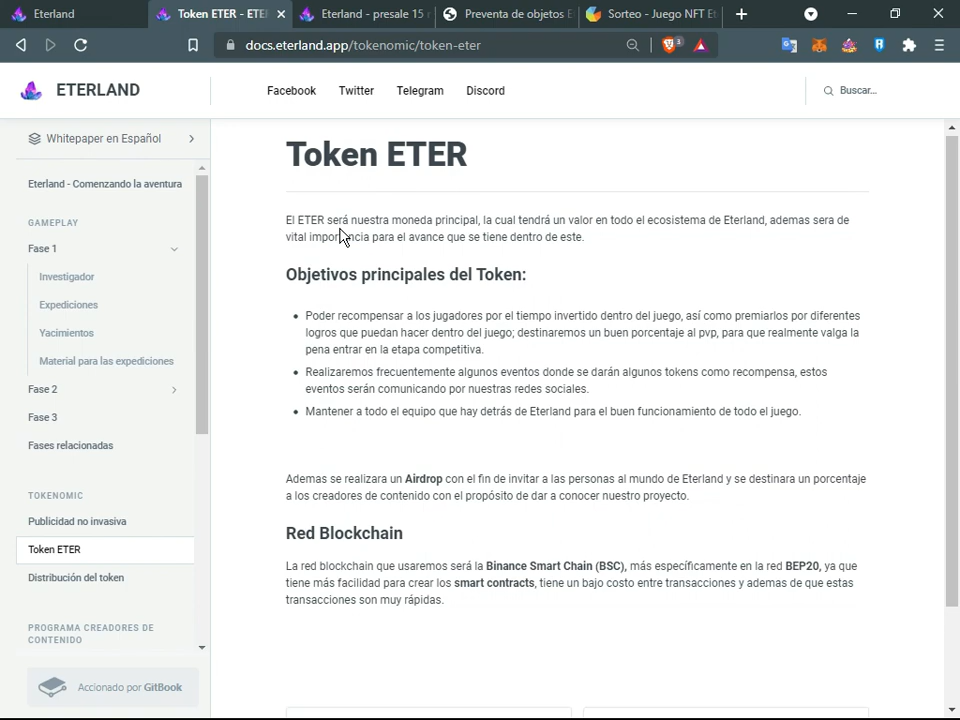 Eterland
Token ETER - ETE
Eterland - presale 15 r
Preventa de objetos E
Sorteo - Juego NFT Et
docs.eterland.app/tokenomic/token-eter
3
ETERLAND
Facebook
Twitter
Telegram
Discord
Buscar...
Whitepaper en Español
Eterland - Comenzando la aventura
GAMEPLAY
Fase 1
Investigador
Expediciones
Yacimientos
Material para las expediciones
Fase 2
Fase 3
Fases relacionadas
TOKENOMIC
Publicidad no invasiva
Token ETER
Distribución del token
PROGRAMA CREADORES DE
CONTENIDO
Accionado por GitBook
Token ETER
El ETER será nuestra moneda principal, la cual tendrá un valor en todo el ecosistema de Eterland, ademas sera de
vital importancia para el avance que se tiene dentro de este.
Objetivos principales del Token:
Poder recompensar a los jugadores por el tiempo invertido dentro del juego, así como premiarlos por diferentes
logros que puedan hacer dentro del juego; destinaremos un buen porcentaje al pvp, para que realmente valga la
pena entrar en la etapa competitiva.
Realizaremos frecuentemente algunos eventos donde se darán algunos tokens como recompensa, estos
eventos serán comunicando por nuestras redes sociales.
Mantener a todo el equipo que hay detrás de Eterland para el buen funcionamiento de todo el juego.
Ademas se realizara un Airdrop con el fin de invitar a las personas al mundo de Eterland y se destinara un porcentaje
a los creadores de contenido con el propósito de dar a conocer nuestro proyecto.
Red Blockchain
La red blockchain que usaremos será la Binance Smart Chain (BSC), más específicamente en la red BEP20, ya que
tiene más facilidad para crear los smart contracts, tiene un bajo costo entre transacciones y ademas de que estas
transacciones son muy rápidas.